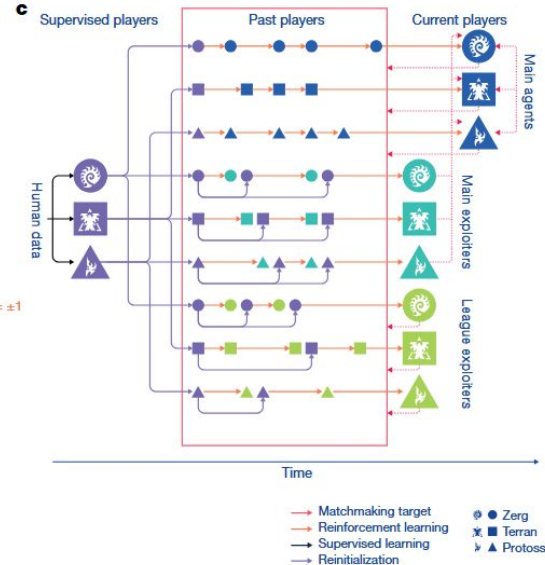 c
Supervised players
Past players
Current players
Human data
Main agents
Main exploiters
League exploiters
= ±1
Time
Matchmaking target
Reinforcement learning
Supervised learning
Reinitialization
Zerg
Terran
Protoss